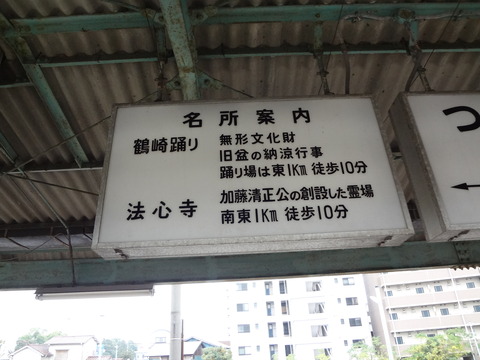 名所案内
鶴崎踊り 無形文化財
旧盆の納涼行事
踊り場は東1Km 徒歩10分
法心寺 加藤清正公の創設した霊場
南東1Km 徒歩10分
つ